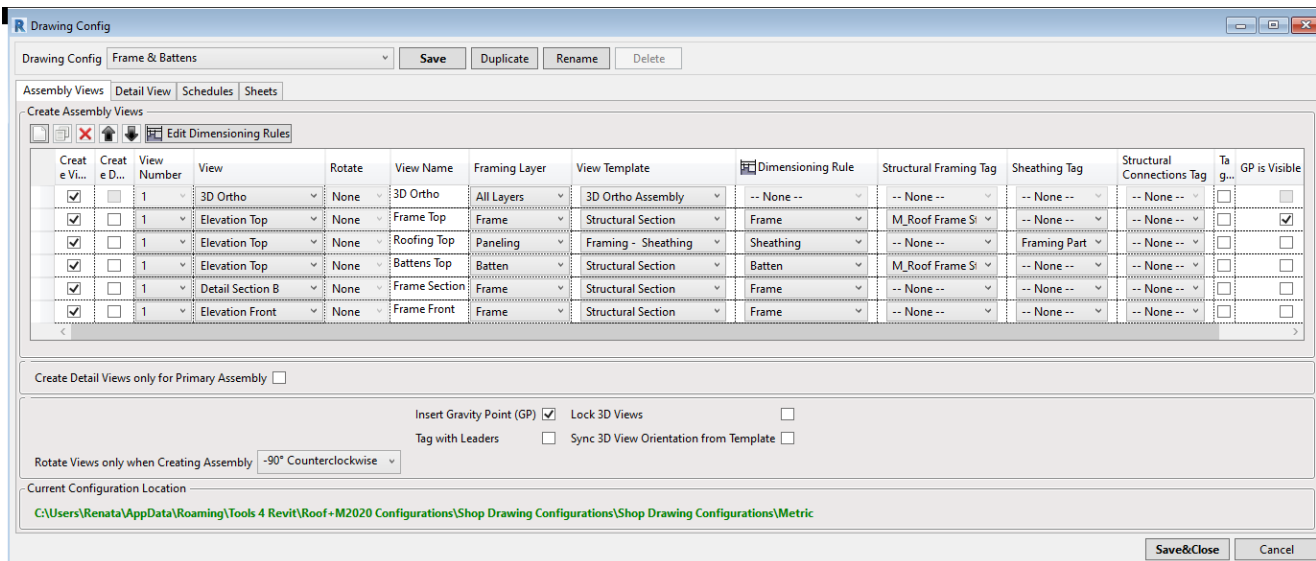 Drawing Config
Drawing Config Frame & Battens Save Duplicate Rename Delete
Assembly Views Detail View Schedules Sheets
Create Assembly Views
Edit Dimensioning Rules
Creat e Vi... Creat e D... View Number View Rotate View Name Framing Layer View Template Dimensioning Rule Structural Framing Tag Sheathing Tag Structural Connections Tag Ta g... GP is Visible
1 3D Ortho None 3D Ortho All Layers 3D Ortho Assembly -- None -- -- None -- -- None -- -- None --
1 Elevation Top None Frame Top Frame Structural Section Frame M_Roof Frame St -- None -- -- None --
1 Elevation Top None Roofing Top Paneling Framing - Sheathing Sheathing -- None -- Framing Part -- None --
1 Elevation Top None Battens Top Batten Structural Section Batten M_Roof Frame St -- None -- -- None --
1 Detail Section B None Frame Section Frame Structural Section Frame -- None -- -- None -- -- None --
1 Elevation Front None Frame Front Frame Structural Section Frame -- None -- -- None -- -- None --
Create Detail Views only for Primary Assembly
Insert Gravity Point (GP) Lock 3D Views
Tag with Leaders Sync 3D View Orientation from Template
Rotate Views only when Creating Assembly -90° Counterclockwise
Current Configuration Location
C:\Users\Renata\AppData\Roaming\Tools 4 Revit\Roof+M2020 Configurations\Shop Drawing Configurations\Shop Drawing Configurations\Metric
Save&Close Cancel